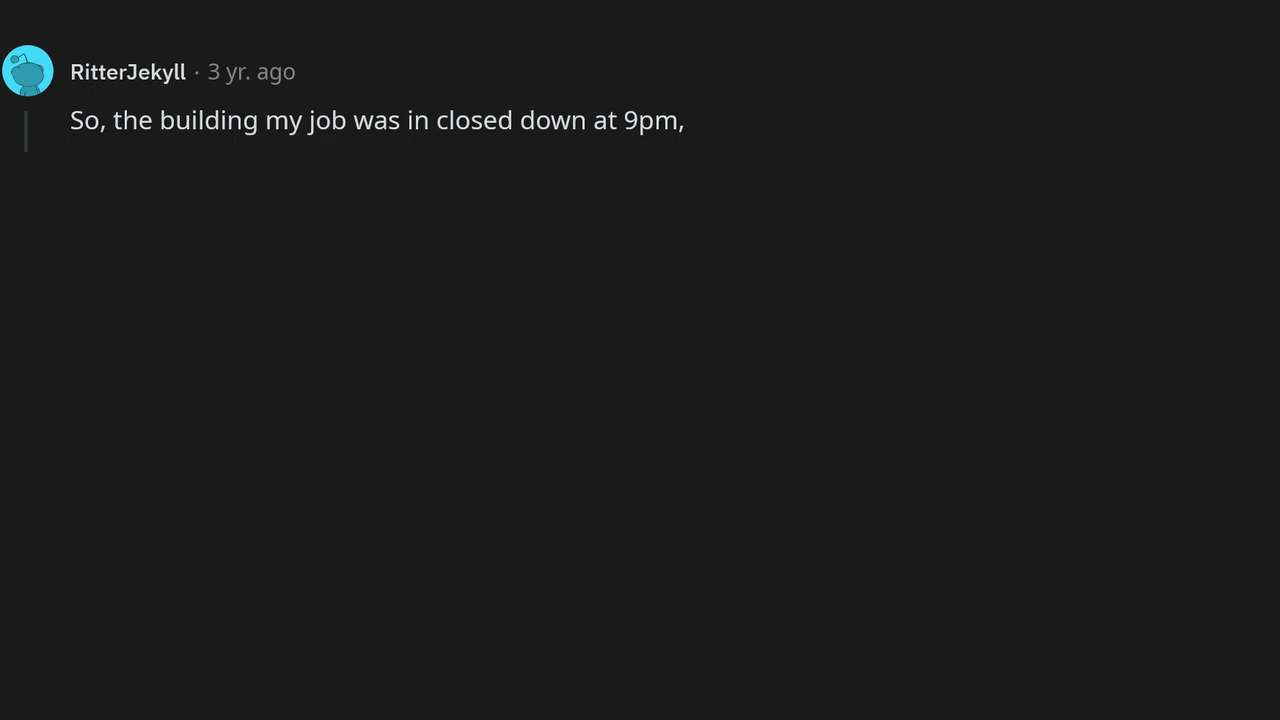 RitterJekyll · 3 yr. ago
So, the building my job was in closed down at 9pm,